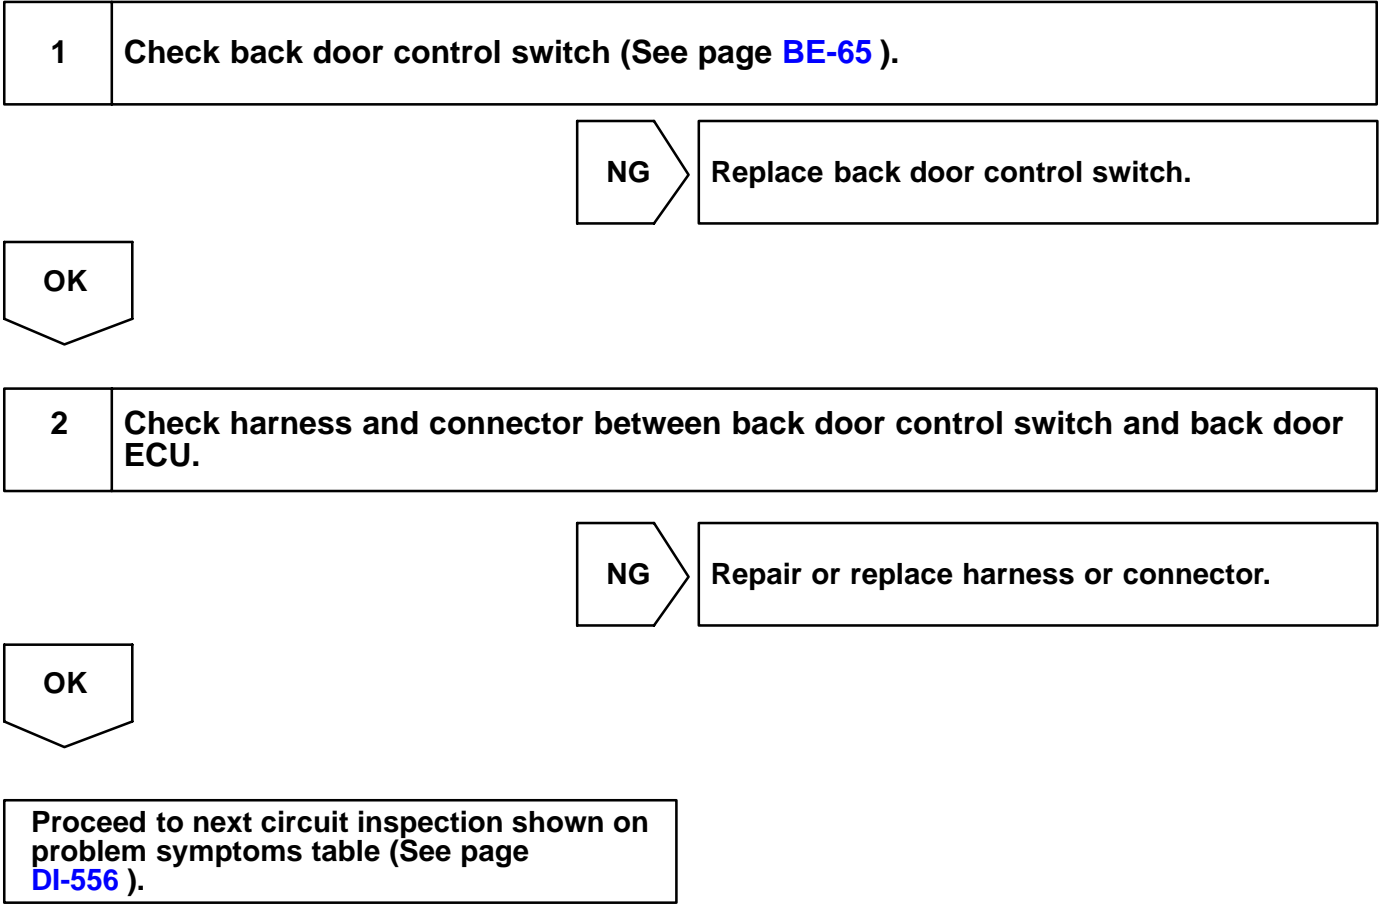 1
Check back door control switch (See page BE-65 ).
NG
Replace back door control switch.
OK
2
Check harness and connector between back door control switch and back door
ECU.
NG
Repair or replace harness or connector.
OK
Proceed to next circuit inspection shown on
problem symptoms table (See page
DI-556 ).